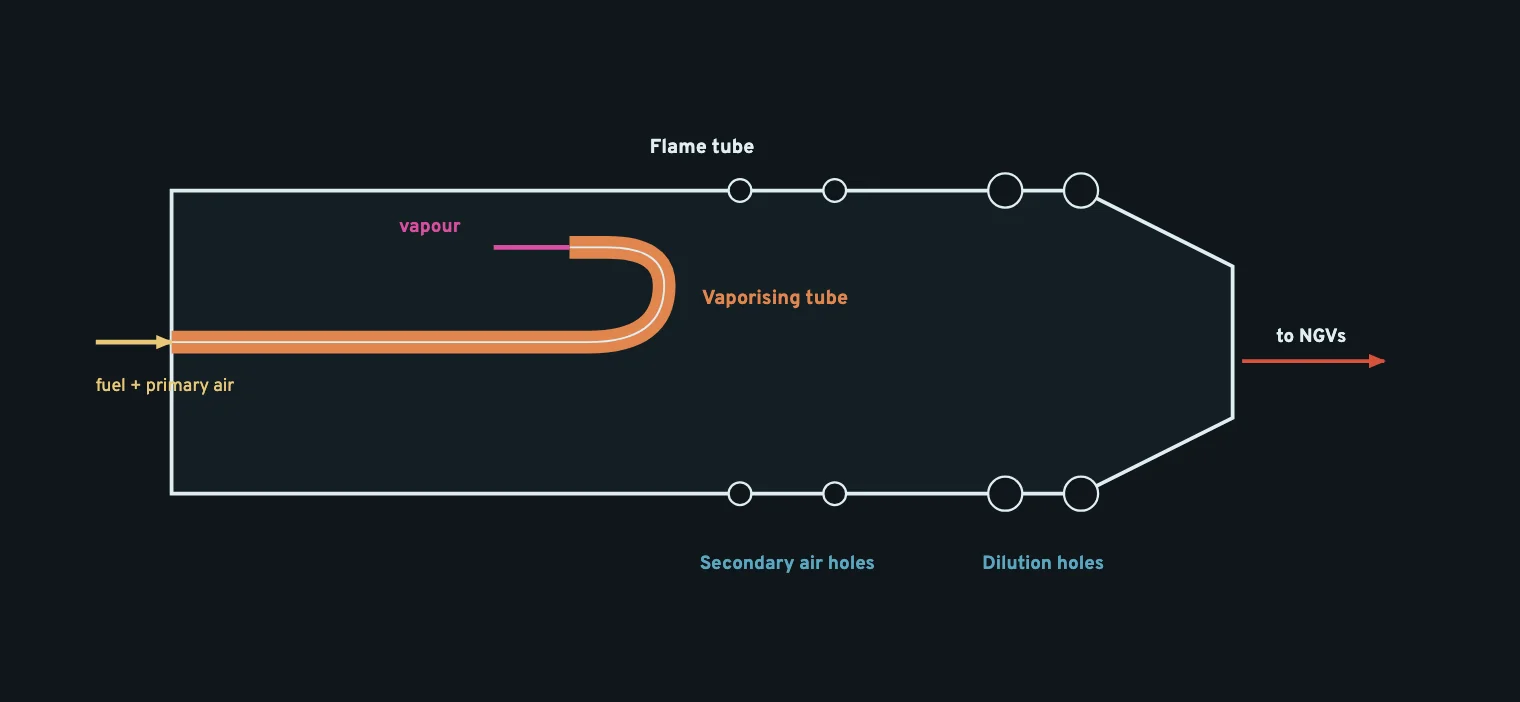 Flame tube
vapour
Vaporising tube
to NGVs
fuel + primary air
Secondary air holes
Dilution holes